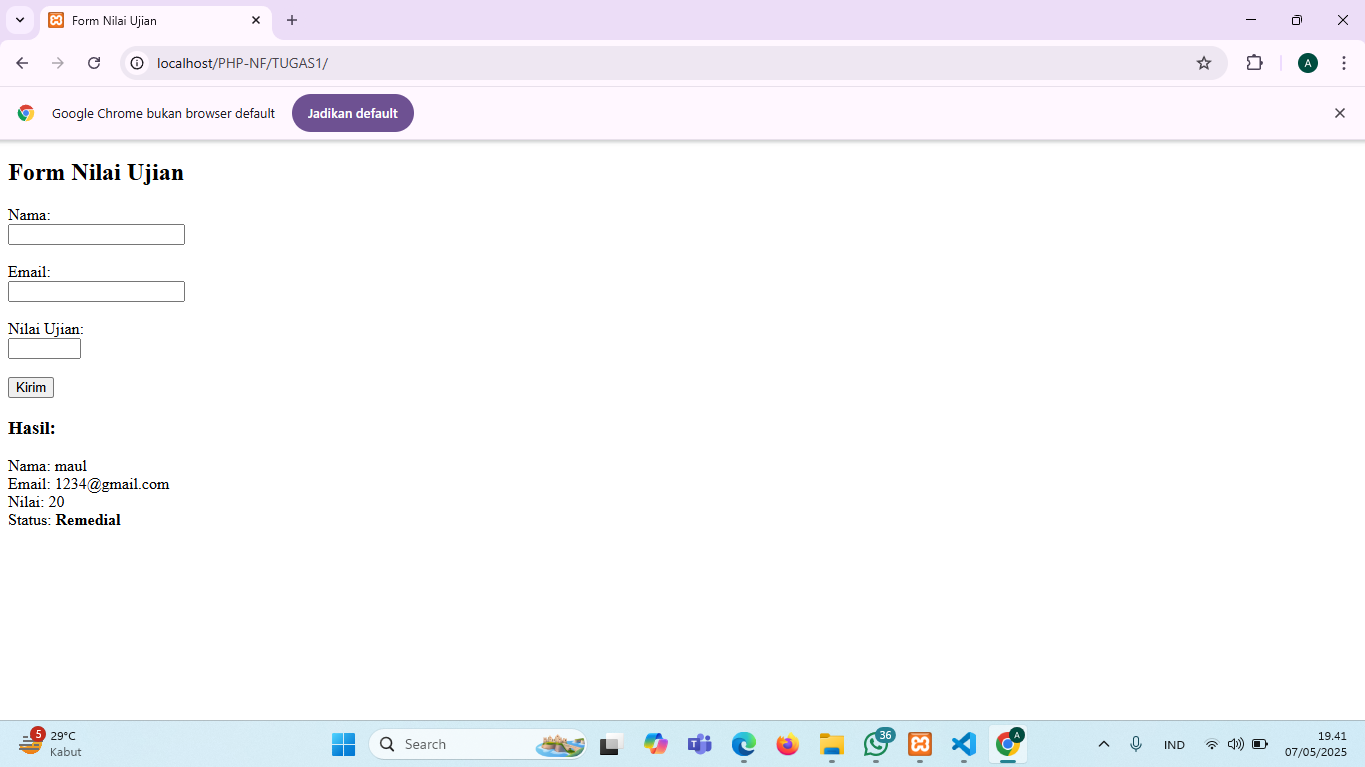 Form Nilai Ujian
localhost/PHP-NF/TUGAS1/
A
Google Chrome bukan browser default
Jadikan default
Form Nilai Ujian
Nama:
Email:
Nilai Ujian:
Kirim
Hasil:
Nama: maul
Email: 1234@gmail.com
Nilai: 20
Status: Remedial
5
29°C
Kabut
Search
36
A
IND
19.41
07/05/2025